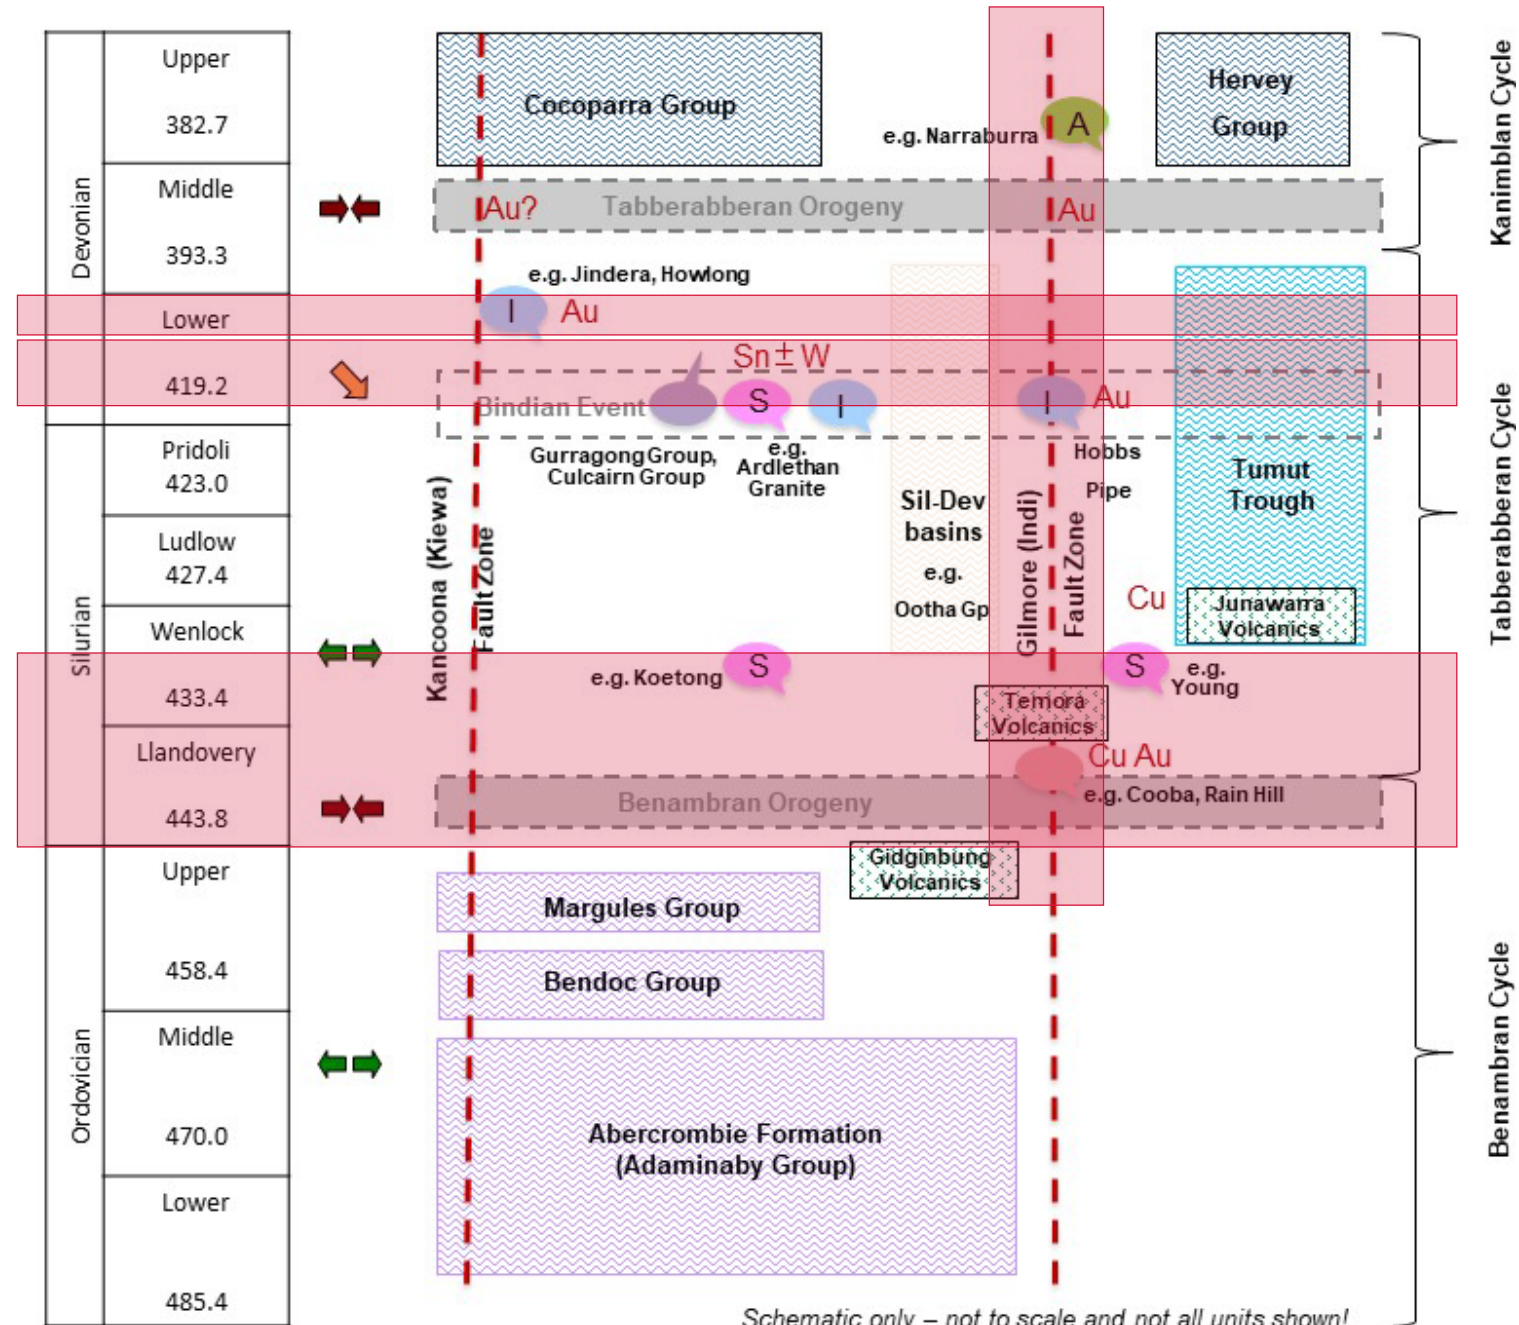 Devonian
Upper
382.7
Middle
393.3
Lower
419.2
Silurian
Pridoli
423.0
Ludlow
427.4
Wenlock
433.4
Llandovery
443.8
Ordovician
Upper
458.4
Middle
470.0
Lower
485.4
Cocoparra Group
e.g. Narraburra
A
Hervey
Group
Au?
Tabberabberan Orogeny
Au
e.g. Jindera, Howlong
I
Au
Sn ± W
Bindian Event
S
I
I
Au
Gurragong Group,
Culcairn Group
e.g.
Ardlethan
Granite
Hobbs
Pipe
Sil-Dev
basins
e.g.
Ootha Gp
Tumut
Trough
Kancoona (Kiewa)
Fault Zone
Gilmore (Indi)
Fault Zone
Cu
Junawarra
Volcanics
e.g. Koetong
S
S
e.g.
Young
Temora
Volcanics
Cu Au
e.g. Cooba, Rain Hill
Benambran Orogeny
Gidginbung
Volcanics
Margules Group
Bendoc Group
Abercrombie Formation
(Adaminaby Group)
Kanimblan Cycle
Tabberabberan Cycle
Benambran Cycle
Schematic only – not to scale and not all units shown!